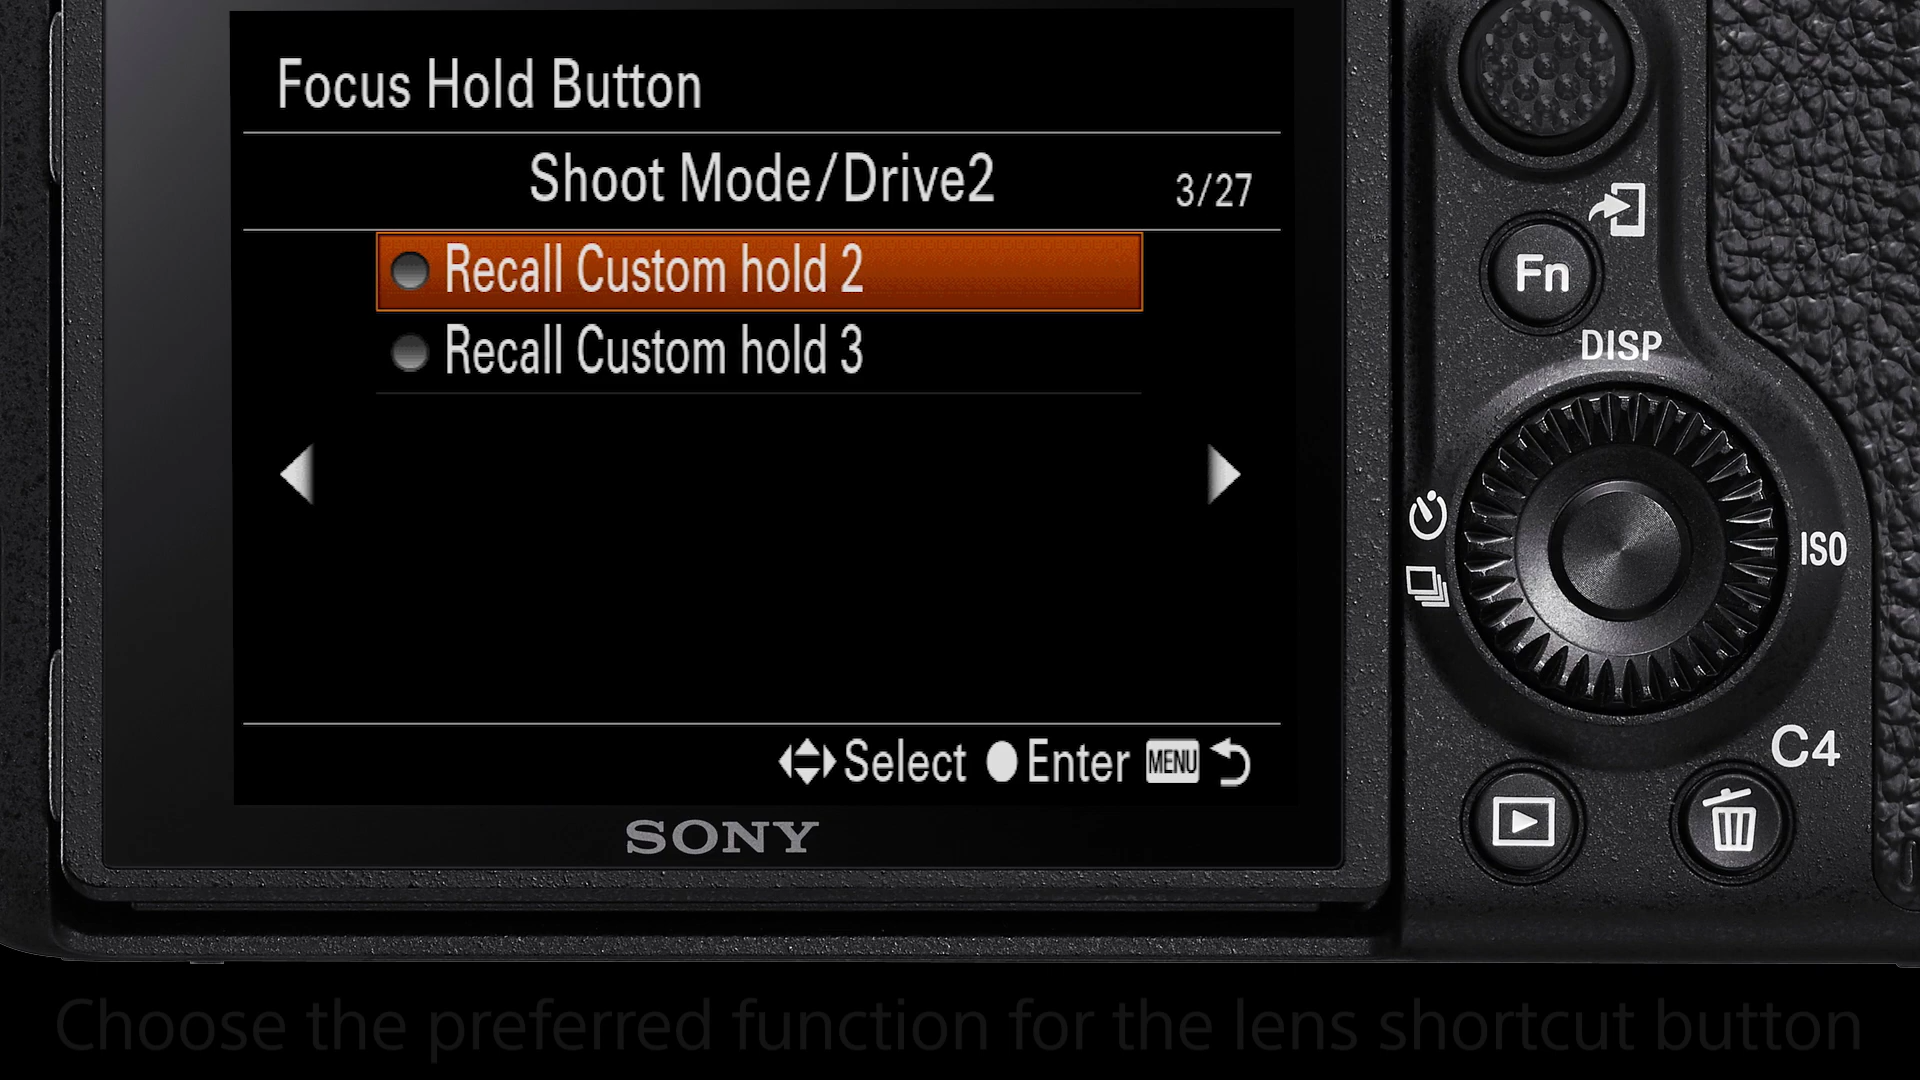 Focus Hold Button
Shoot Mode/Drive2 3/27
Recall Custom hold 2
Recall Custom hold 3
Select Enter MENU
SONY
Fn
DISP
ISO
C4
Choose the preferred function for the lens shortcut button